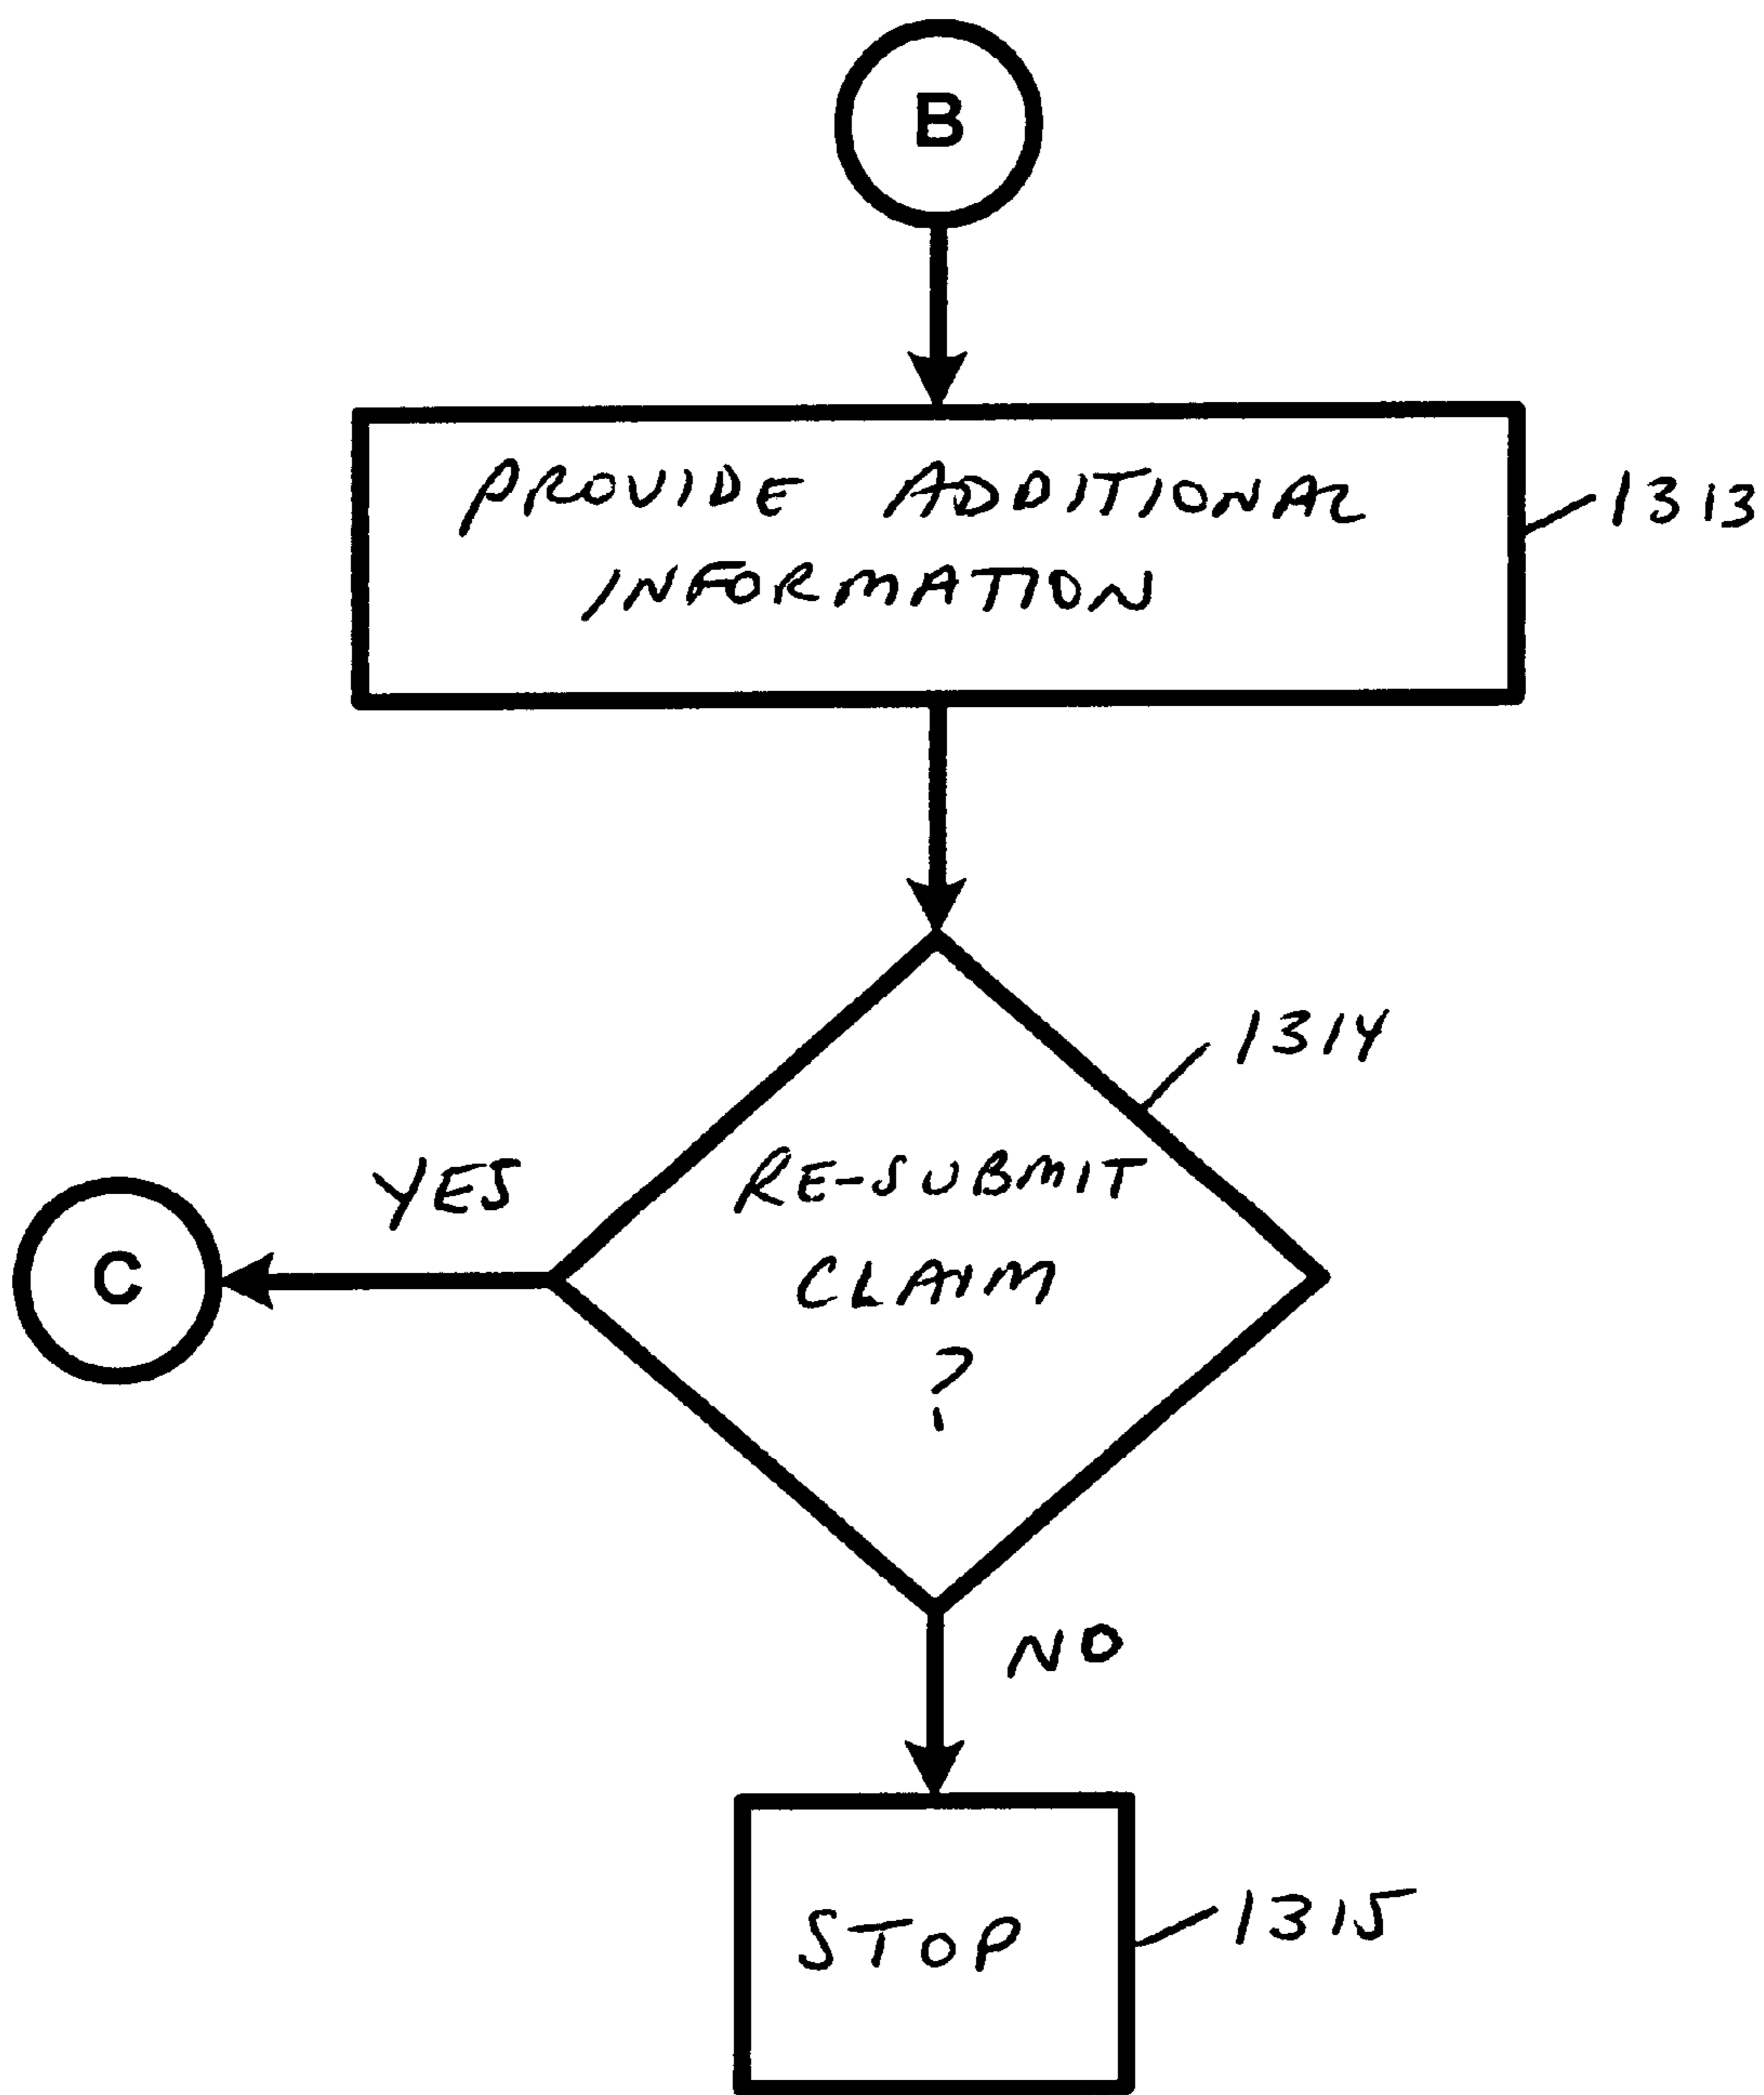 B
PROVIDE ADDITIONAL
INFORMATION
1313
1314
RE-SUBMIT
CLAIM
?
YES
C
NO
STOP
1315